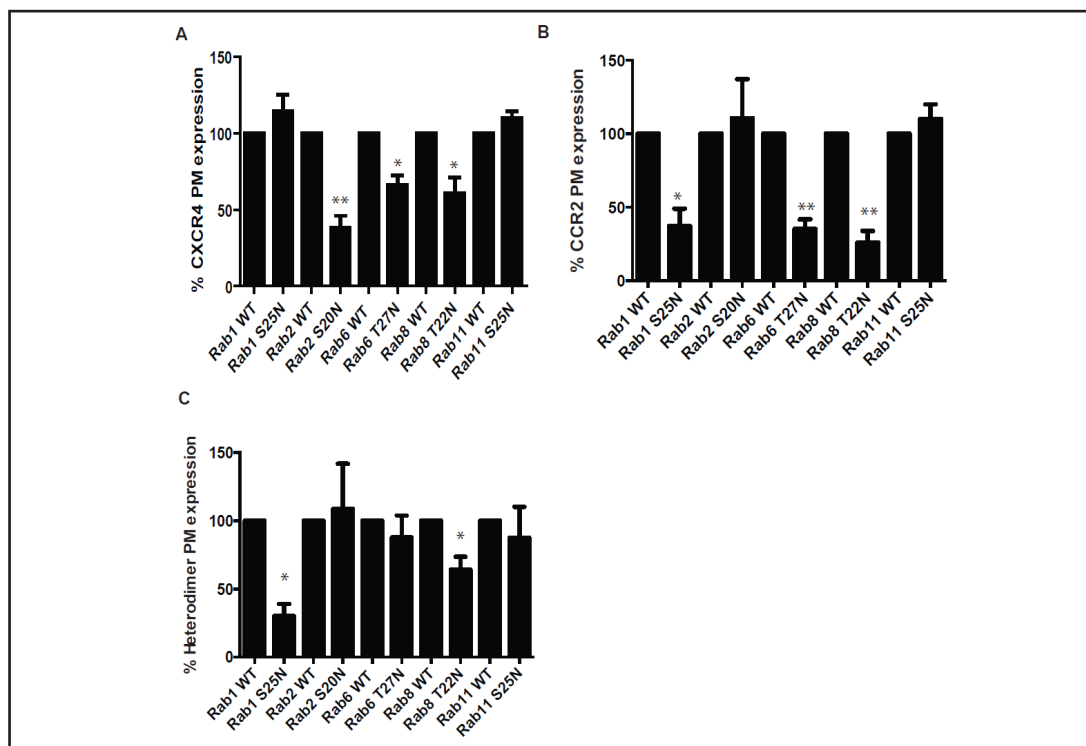 A
% CXCR4 PM expression
150
100
50
0
Rab1 WT
Rab1 S25N
Rab2 WT
Rab2 S20N
Rab6 WT
Rab6 T27N
Rab8 WT
Rab8 T22N
Rab11 WT
Rab11 S25N
**
*
*
B
% CCR2 PM expression
150
100
50
0
Rab1 WT
Rab1 S25N
Rab2 WT
Rab2 S20N
Rab6 WT
Rab6 T27N
Rab8 WT
Rab8 T22N
Rab11 WT
Rab11 S25N
*
**
**
C
% Heterodimer PM expression
150
100
50
0
Rab1 WT
Rab1 S25N
Rab2 WT
Rab2 S20N
Rab6 WT
Rab6 T27N
Rab8 WT
Rab8 T22N
Rab11 WT
Rab11 S25N
*
*